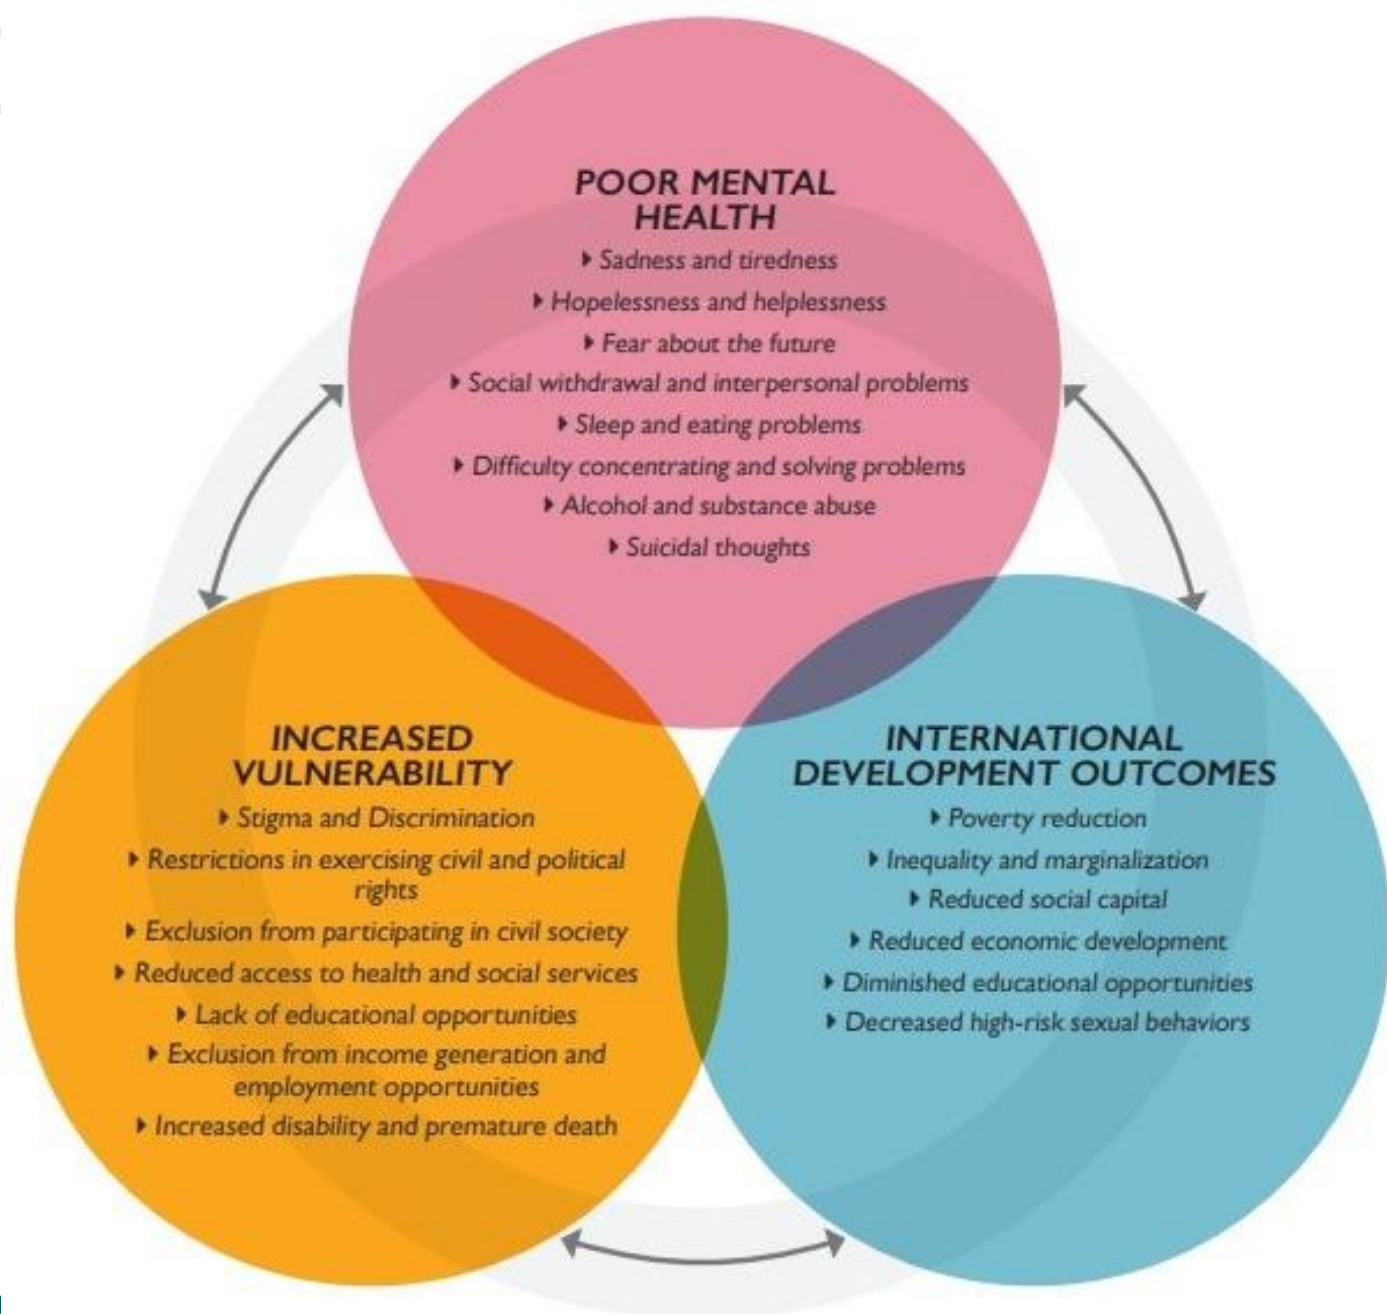 POOR MENTAL
HEALTH
Sadness and tiredness
Hopelessness and helplessness
Fear about the future
Social withdrawal and interpersonal problems
Sleep and eating problems
Difficulty concentrating and solving problems
Alcohol and substance abuse
Suicidal thoughts
INCREASED
VULNERABILITY
Stigma and Discrimination
Restrictions in exercising civil and political
rights
Exclusion from participating in civil society
Reduced access to health and social services
Lack of educational opportunities
Exclusion from income generation and
employment opportunities
Increased disability and premature death
INTERNATIONAL
DEVELOPMENT OUTCOMES
Poverty reduction
Inequality and marginalization
Reduced social capital
Reduced economic development
Diminished educational opportunities
Decreased high-risk sexual behaviors